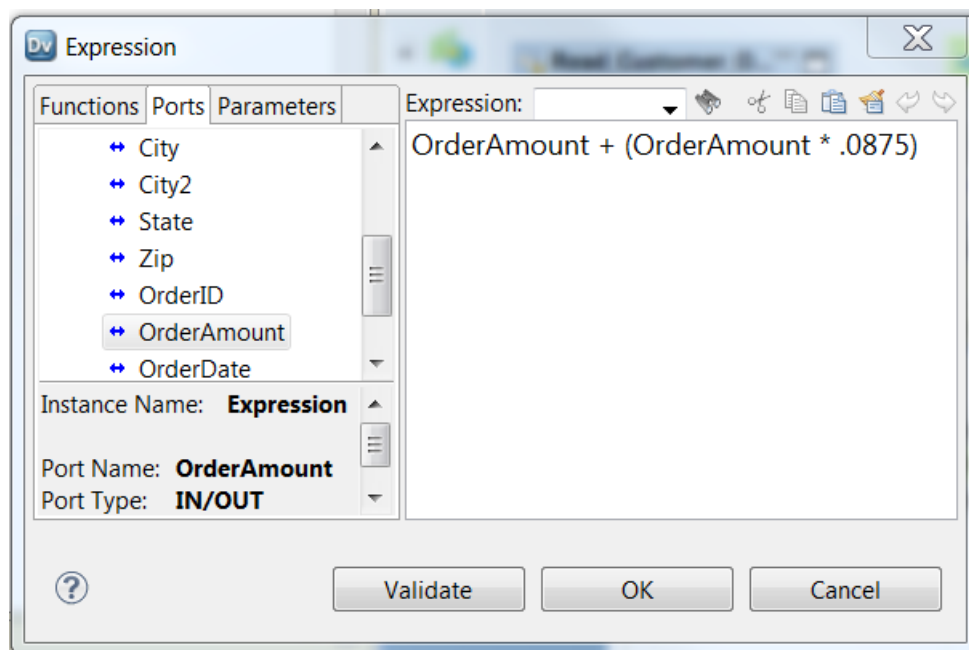 Dv Expression
Functions Ports Parameters
City
City2
State
Zip
OrderID
OrderAmount
OrderDate
Instance Name: Expression
Port Name: OrderAmount
Port Type: IN/OUT
Expression:
OrderAmount + (OrderAmount * .0875)
?
Validate OK Cancel